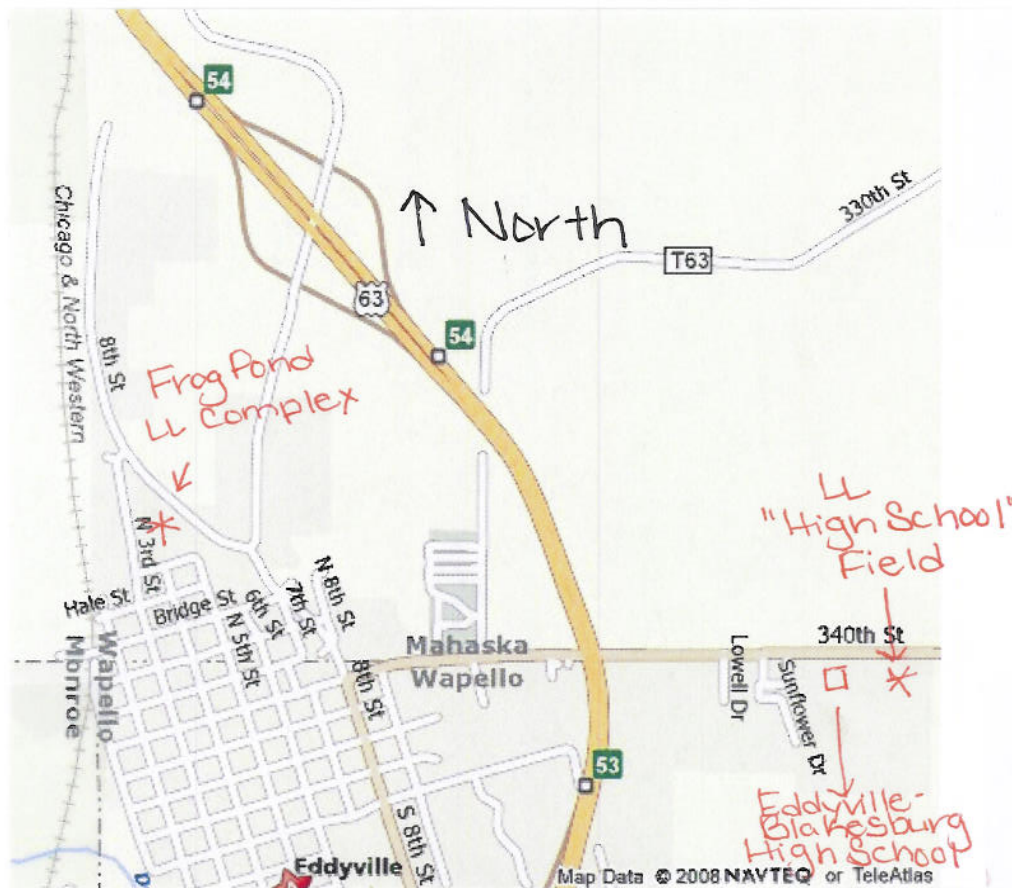 54
330th St
↑ North
T63
63
Chicago & North Western
54
8th St
Frog Pond
LL Complex
LL
"High School"
Field
N 3rd St
N 8th St
7th St
6th St
Hale St
Bridge St
N 5th St
340th St
Mahaska
Wapello
Monroe
Wapello
8th St
Lowell Dr
Sunflower Dr
53
Eddyville-
Blakesburg
High School
S 8th St
Eddyville
D
Map Data © 2008 NAVTEQ or TeleAtlas